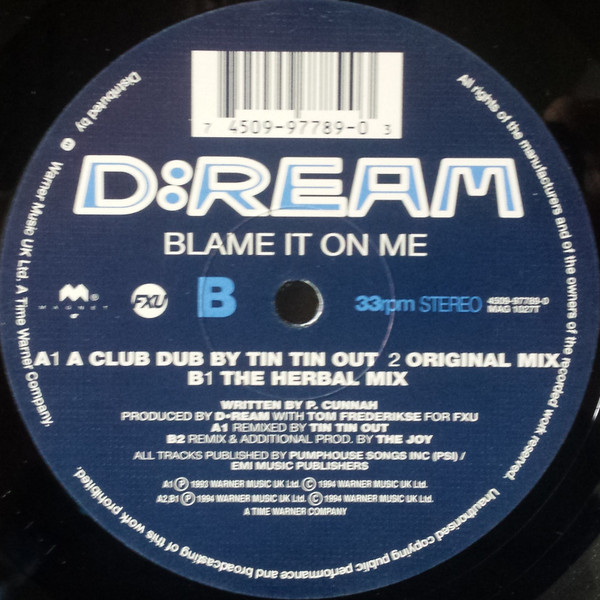 7 4509-97789-0 3
D:REAM
BLAME IT ON ME
MAGNET
FXU
B
33rpm STEREO
4509-97789-0
MAG 1027T
A1 A CLUB DUB BY TIN TIN OUT 2 ORIGINAL MIX
B1 THE HERBAL MIX
WRITTEN BY P. CUNNAH
PRODUCED BY D•REAM WITH TOM FREDERIKSE FOR FXU
A1 REMIXED BY TIN TIN OUT
B2 REMIX & ADDITIONAL PROD. BY THE JOY
ALL TRACKS PUBLISHED BY PUMPHOUSE SONGS INC (PSI) /
EMI MUSIC PUBLISHERS
A1 Ⓟ 1993 WARNER MUSIC UK Ltd. Ⓒ 1994 WARNER MUSIC UK Ltd.
A2,B1 Ⓟ 1994 WARNER MUSIC UK Ltd. Ⓒ 1994 WARNER MUSIC UK Ltd.
A TIME WARNER COMPANY
All rights of the manufacturers and of the owners of the recorded work reserved. Unauthorised copying public performance and broadcasting of this work prohibited.
Distributed by Warner Music UK Ltd. A Time Warner Company.